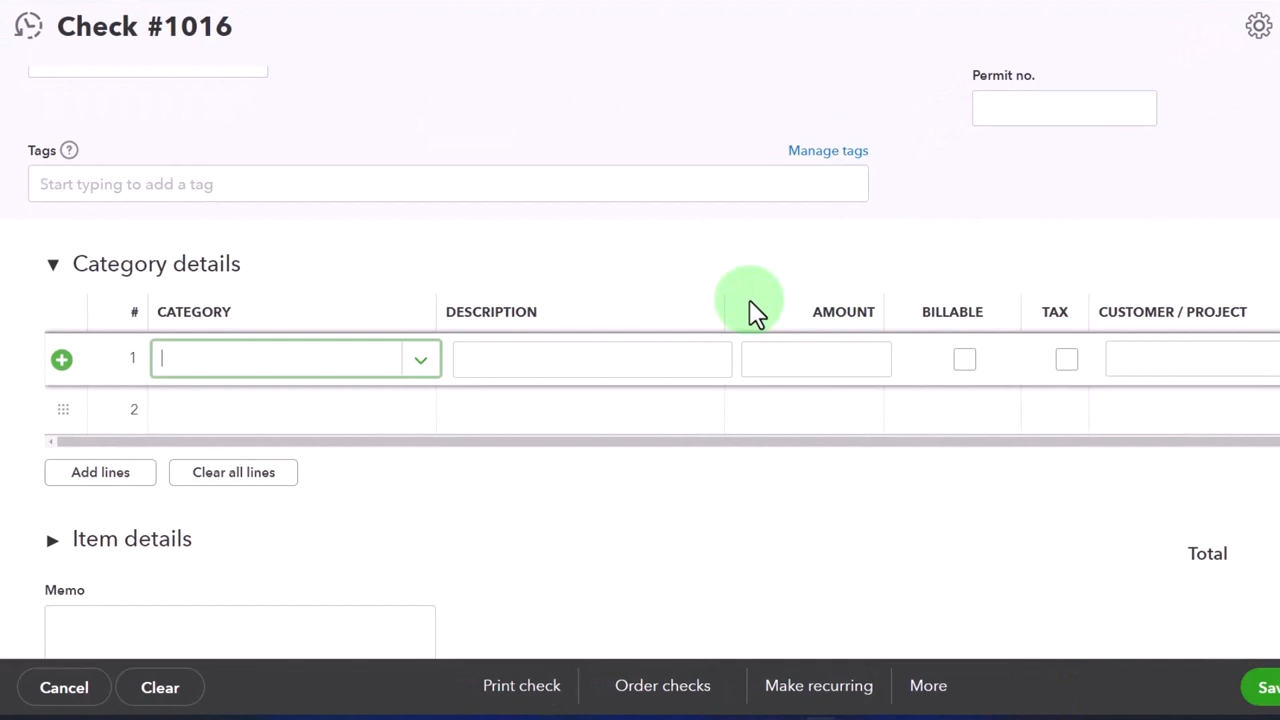 Check #1016
Permit no.
Tags ?
Manage tags
Start typing to add a tag
Category details
# CATEGORY DESCRIPTION AMOUNT BILLABLE TAX CUSTOMER / PROJECT
1
2
Add lines Clear all lines
Item details
Total
Memo
Cancel Clear Print check Order checks Make recurring More